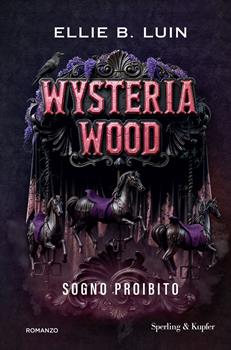 ELLIE B. LUIN
WYSTERIA
WOOD
SOGNO PROIBITO
ROMANZO
Sperling & Kupfer